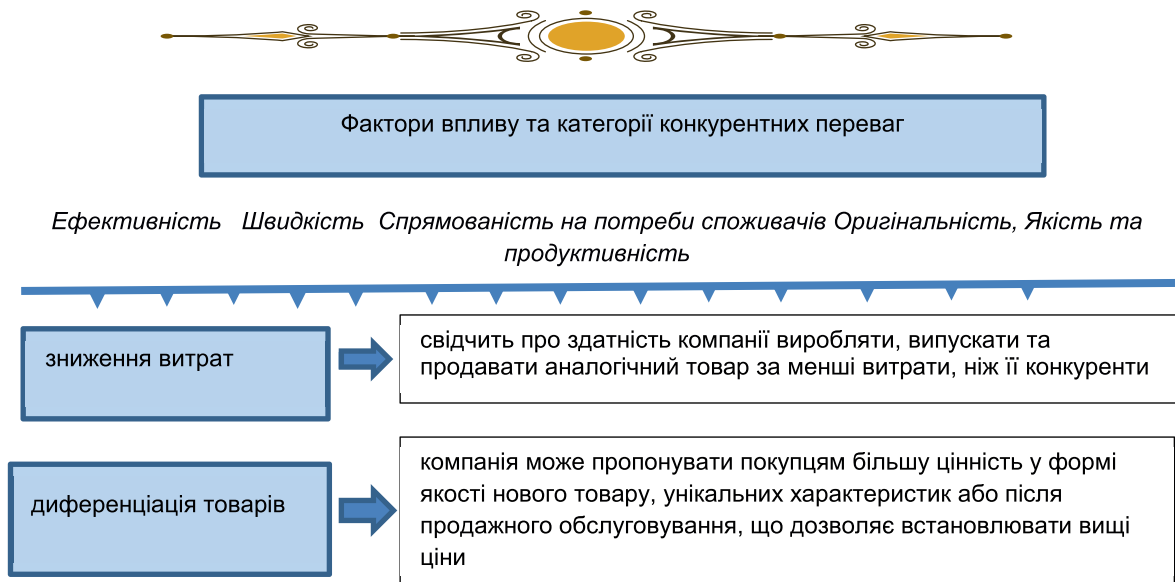 Фактори впливу та категорії конкурентних переваг
Ефективність Швидкість Спрямованість на потреби споживачів Оригінальність, Якість та
продуктивність
зниження витрат
свідчить про здатність компанії виробляти, випускати та
продавати аналогічний товар за менші витрати, ніж її конкуренти
диференціація товарів
компанія може пропонувати покупцям більшу цінність у формі
якості нового товару, унікальних характеристик або після
продажного обслуговування, що дозволяє встановлювати вищі
ціни